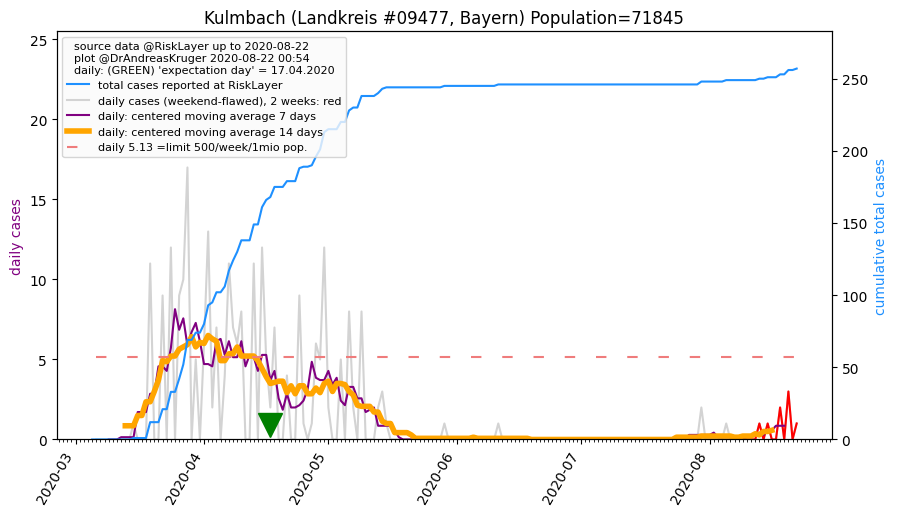 Kulmbach (Landkreis #09477, Bayern) Population=71845
source data @RiskLayer up to 2020-08-22
plot @DrAndreasKruger 2020-08-22 00:54
daily: (GREEN) 'expectation day' = 17.04.2020
total cases reported at RiskLayer
daily cases (weekend-flawed), 2 weeks: red
daily: centered moving average 7 days
daily: centered moving average 14 days
daily 5.13 =limit 500/week/1mio pop.
daily cases
25
20
15
10
5
0
cumulative total cases
250
200
150
100
50
0
2020-03
2020-04
2020-05
2020-06
2020-07
2020-08